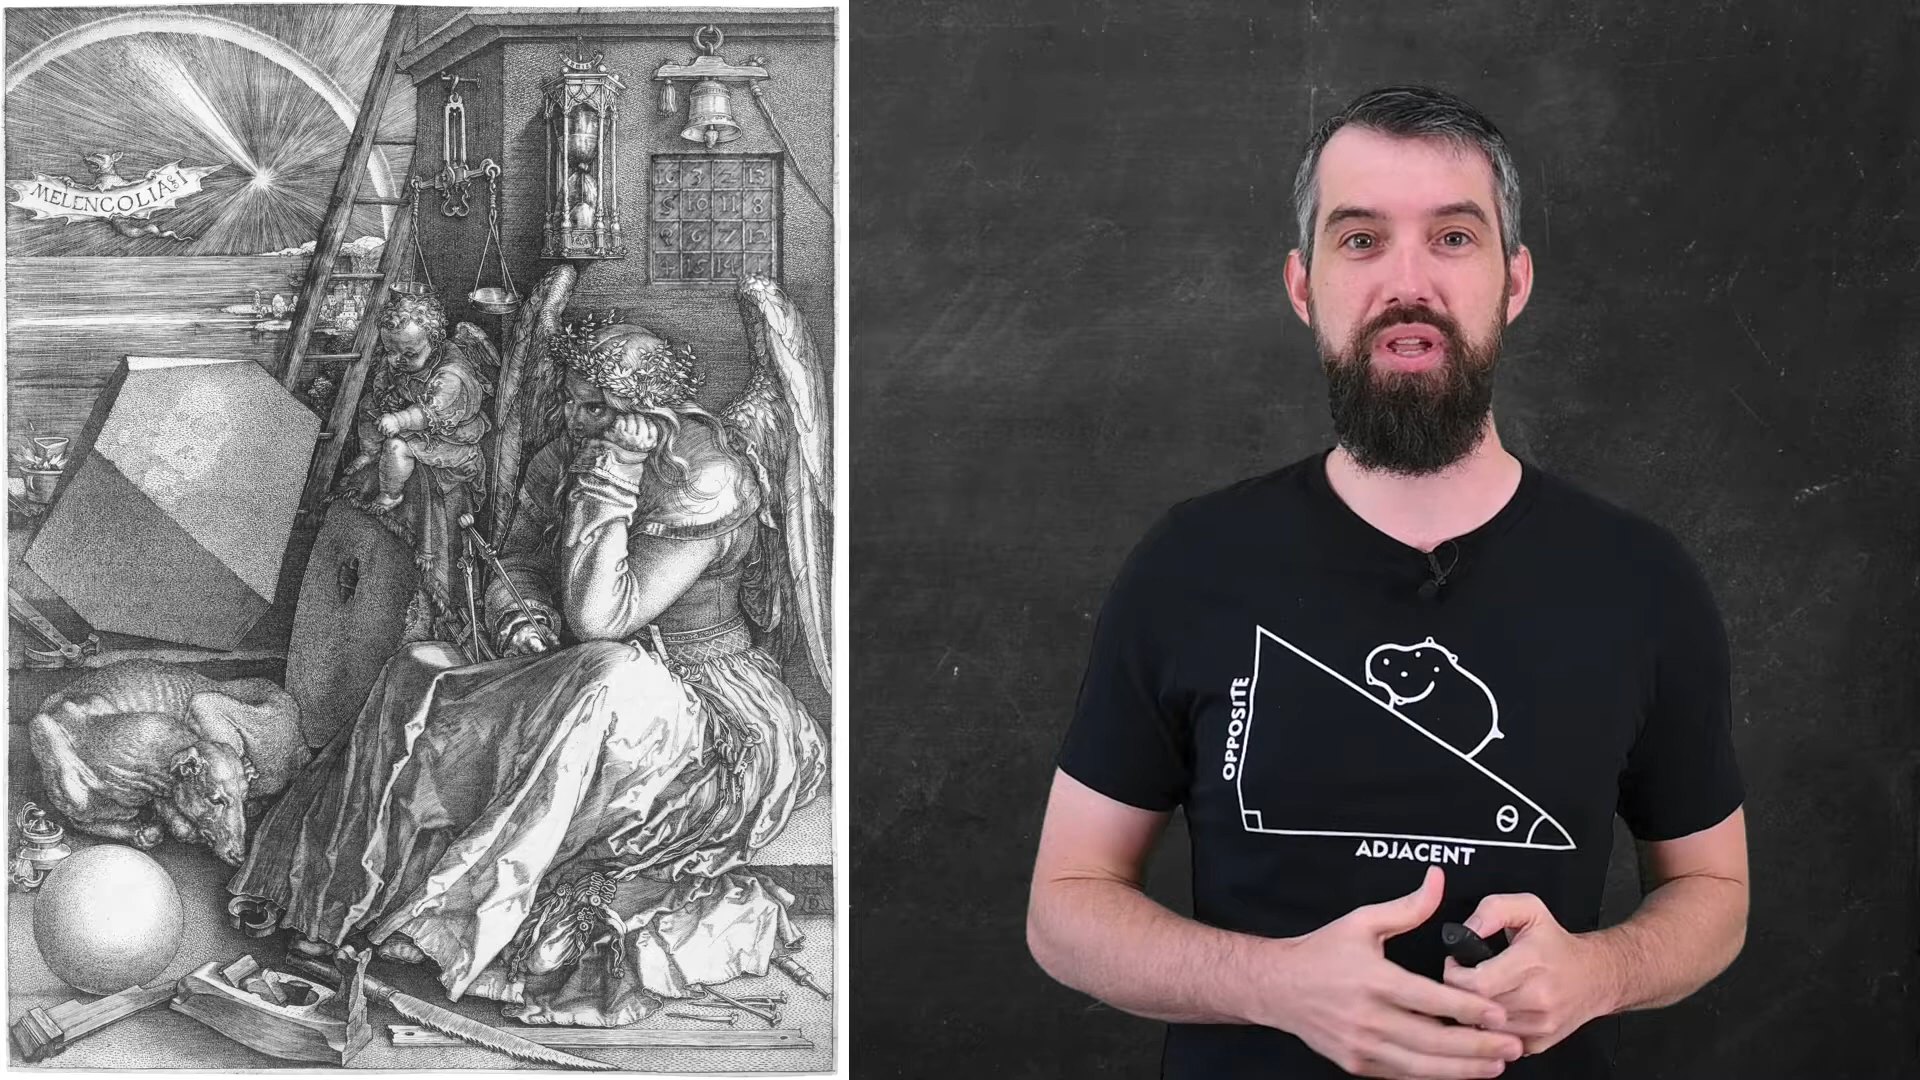 MELENCOLIA § I
16 3 2 13
5 10 11 8
9 6 7 12
4 15 14 1
OPPOSITE
θ
ADJACENT